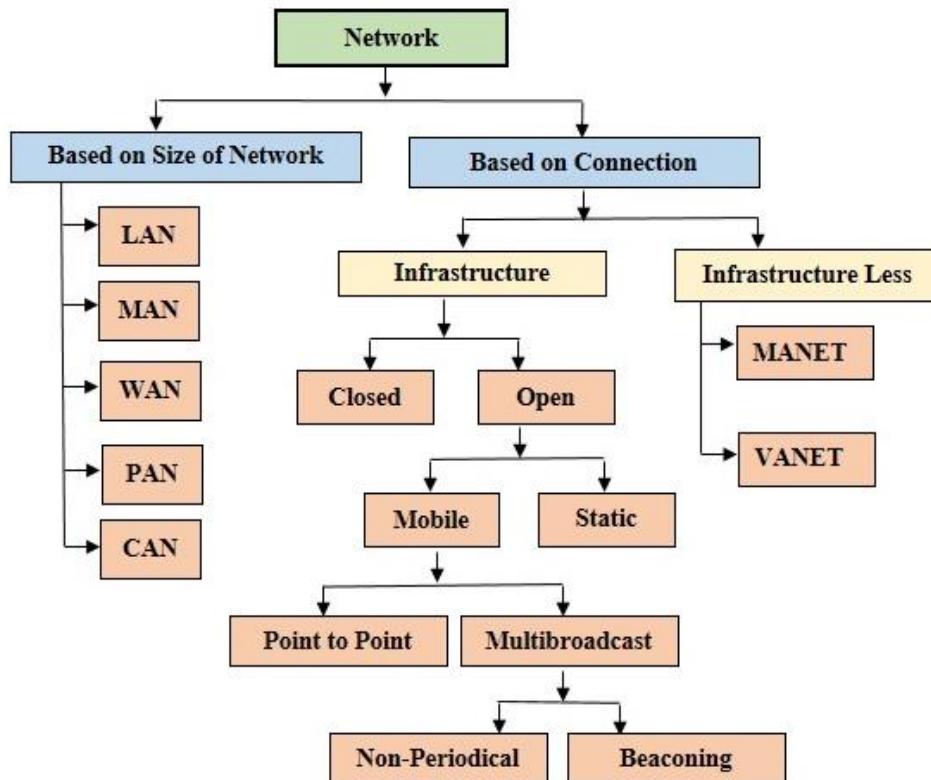 Network
Based on Size of Network
Based on Connection
LAN
MAN
WAN
PAN
CAN
Infrastructure
Infrastructure Less
Closed
Open
MANET
VANET
Mobile
Static
Point to Point
Multibroadcast
Non-Periodical
Beaconing